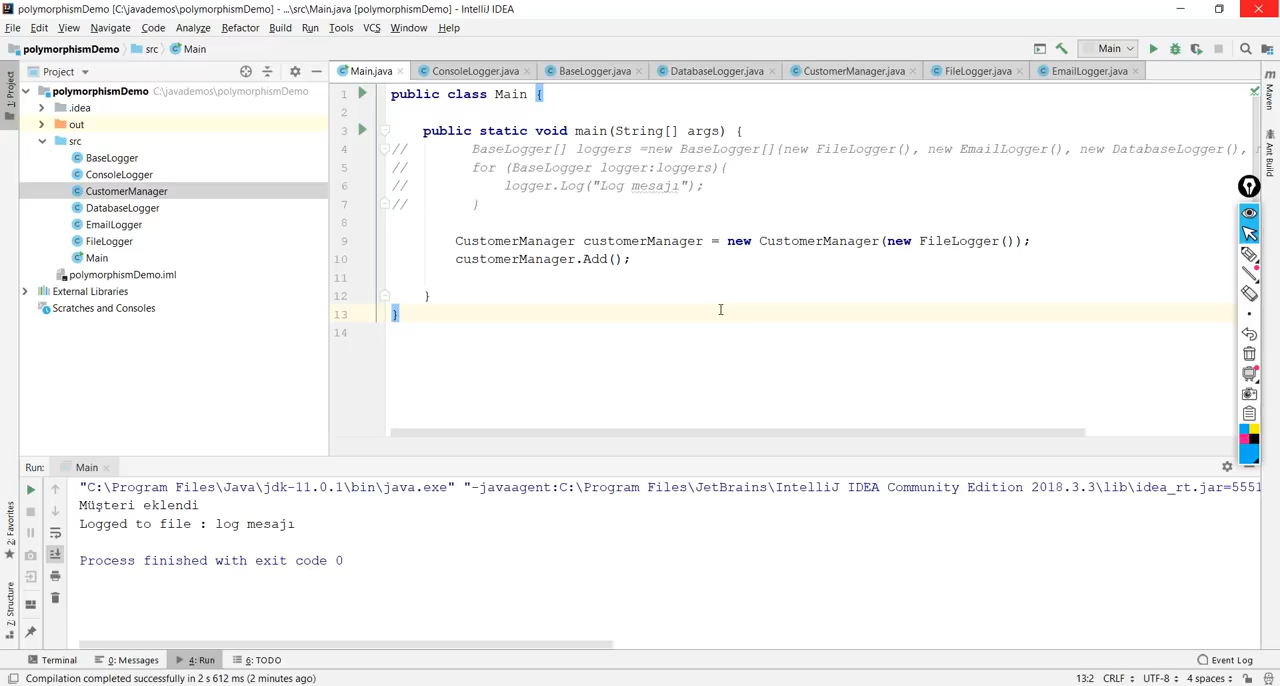 polymorphismDemo [C:\javademos\polymorphismDemo] - ...\src\Main.java [polymorphismDemo] - IntelliJ IDEA
File Edit View Navigate Code Analyze Refactor Build Run Tools VCS Window Help
polymorphismDemo src Main Main
Project
Main.java ConsoleLogger.java BaseLogger.java DatabaseLogger.java CustomerManager.java FileLogger.java EmailLogger.java
1: Project
polymorphismDemo C:\javademos\polymorphismDemo
.idea
out
src
BaseLogger
ConsoleLogger
CustomerManager
DatabaseLogger
EmailLogger
FileLogger
Main
polymorphismDemo.iml
External Libraries
Scratches and Consoles
1 public class Main {
2
3 public static void main(String[] args) {
4 // BaseLogger[] loggers =new BaseLogger[]{new FileLogger(), new EmailLogger(), new DatabaseLogger(),
5 // for (BaseLogger logger:loggers){
6 // logger.Log("Log mesajı");
7 // }
8
9 CustomerManager customerManager = new CustomerManager(new FileLogger());
10 customerManager.Add();
11
12 }
13 }
14
Maven
Ant Build
Run: Main
"C:\Program Files\Java\jdk-11.0.1\bin\java.exe" "-javaagent:C:\Program Files\JetBrains\IntelliJ IDEA Community Edition 2018.3.3\lib\idea_rt.jar=5551
Müşteri eklendi
Logged to file : log mesajı
Process finished with exit code 0
2: Favorites
7: Structure
Terminal 0: Messages 4: Run 6: TODO Event Log
Compilation completed successfully in 2 s 612 ms (2 minutes ago) 13:2 CRLF UTF-8 4 spaces